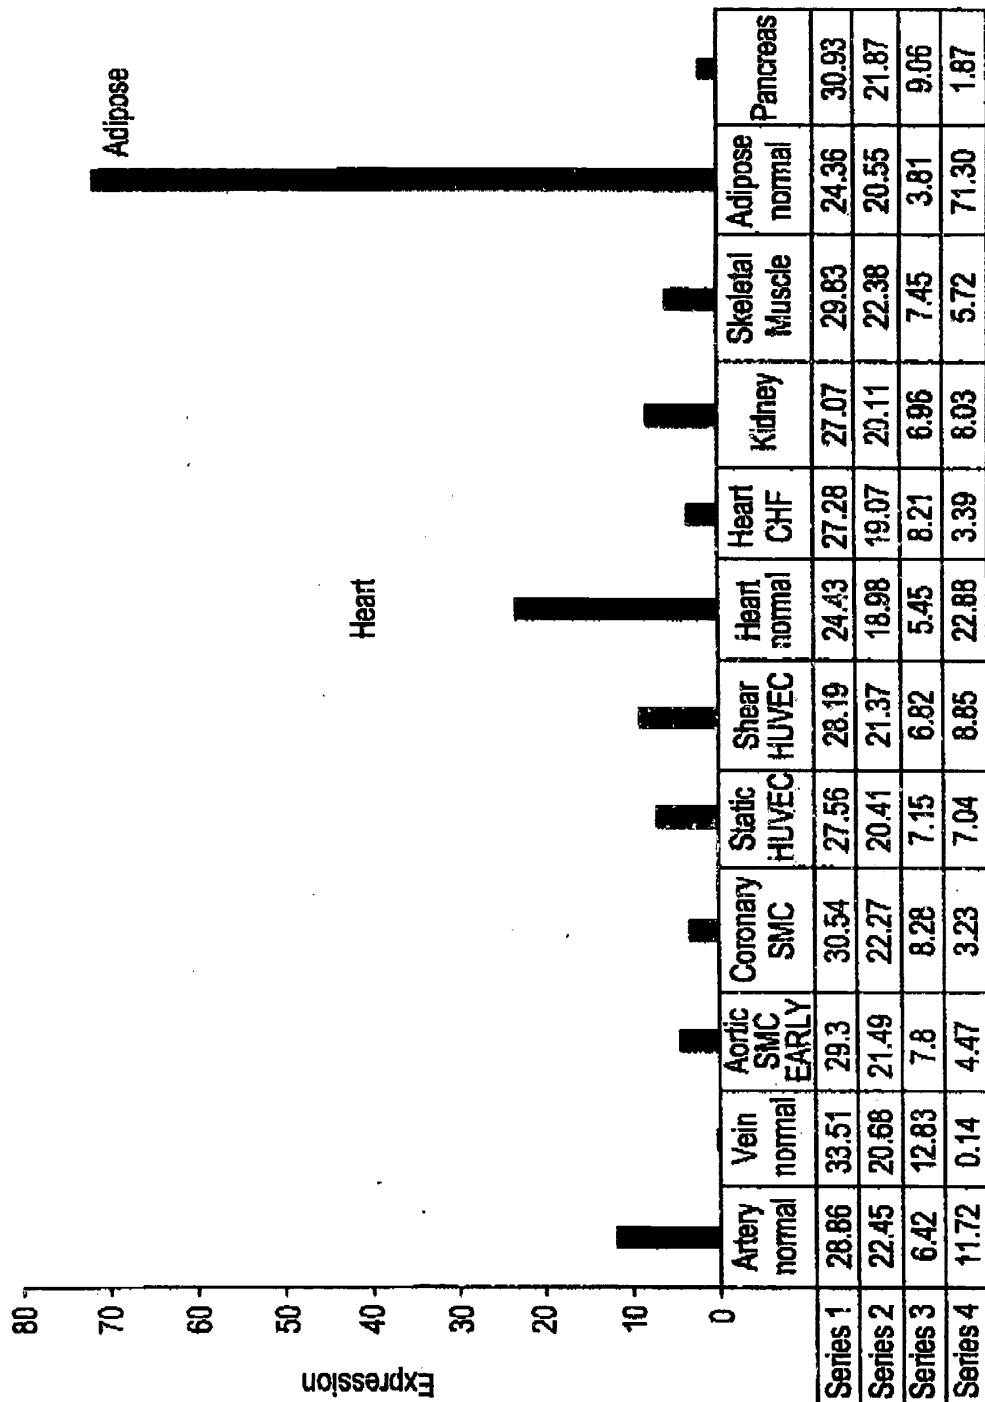 Expression
80
70
60
50
40
30
20
10
0
Adipose
Heart
Artery normal Vein normal Aortic SMC EARLY Coronary SMC Static HUVEC Shear HUVEC Heart normal Heart CHF Kidney Skeletal Muscle Adipose normal Pancreas
Series 1 28.86 33.51 29.3 30.54 27.56 28.19 24.43 27.28 27.07 29.83 24.36 30.93
Series 2 22.45 20.68 21.49 22.27 20.41 21.37 18.98 19.07 20.11 22.38 20.55 21.87
Series 3 6.42 12.83 7.8 8.28 7.15 6.82 5.45 8.21 6.96 7.45 3.81 9.06
Series 4 11.72 0.14 4.47 3.23 7.04 8.85 22.88 3.39 8.03 5.72 71.30 1.87